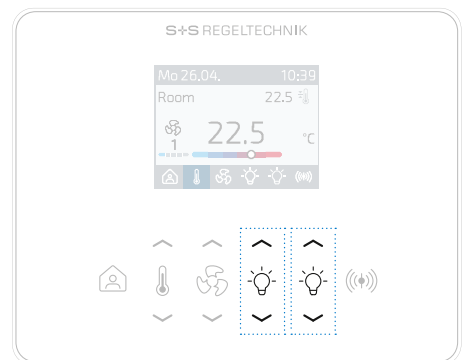 S+S REGELTECHNIK
Mo 26.04. 10:39
Room 22.5
22.5 °C
1